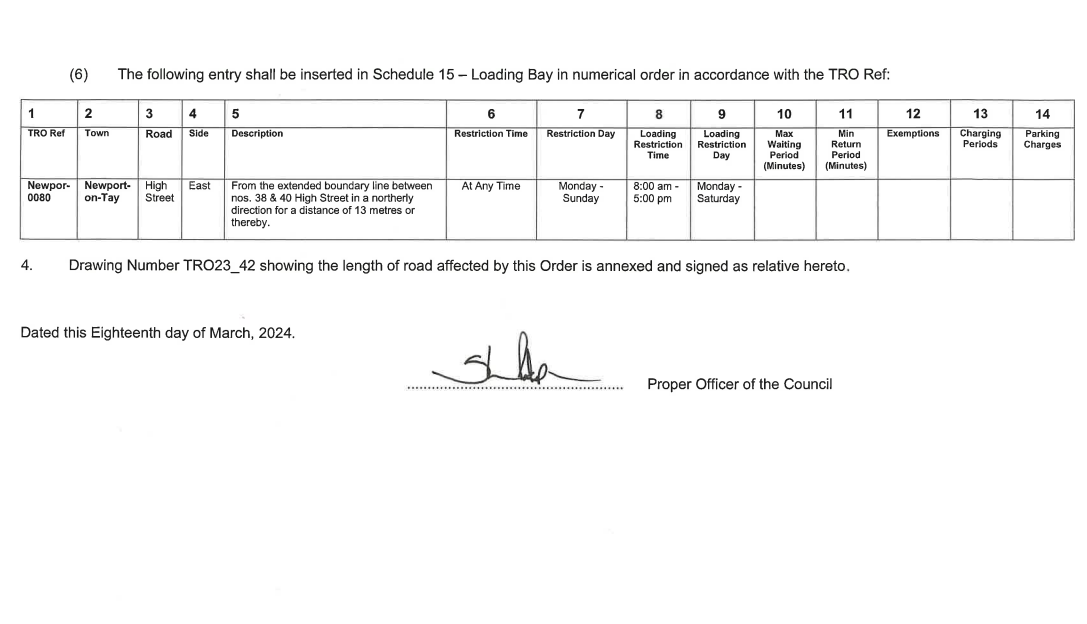 (6) The following entry shall be inserted in Schedule 15 – Loading Bay in numerical order in accordance with the TRO Ref:
1 2 3 4 5 6 7 8 9 10 11 12 13 14
TRO Ref Town Road Side Description Restriction Time Restriction Day Loading Restriction Time Loading Restriction Day Max Waiting Period (Minutes) Min Return Period (Minutes) Exemptions Charging Periods Parking Charges
Newpor-0080 Newport-on-Tay High Street East From the extended boundary line between nos. 38 & 40 High Street in a northerly direction for a distance of 13 metres or thereby. At Any Time Monday - Sunday 8:00 am - 5:00 pm Monday - Saturday
4. Drawing Number TRO23_42 showing the length of road affected by this Order is annexed and signed as relative hereto.
Dated this Eighteenth day of March, 2024.
Proper Officer of the Council